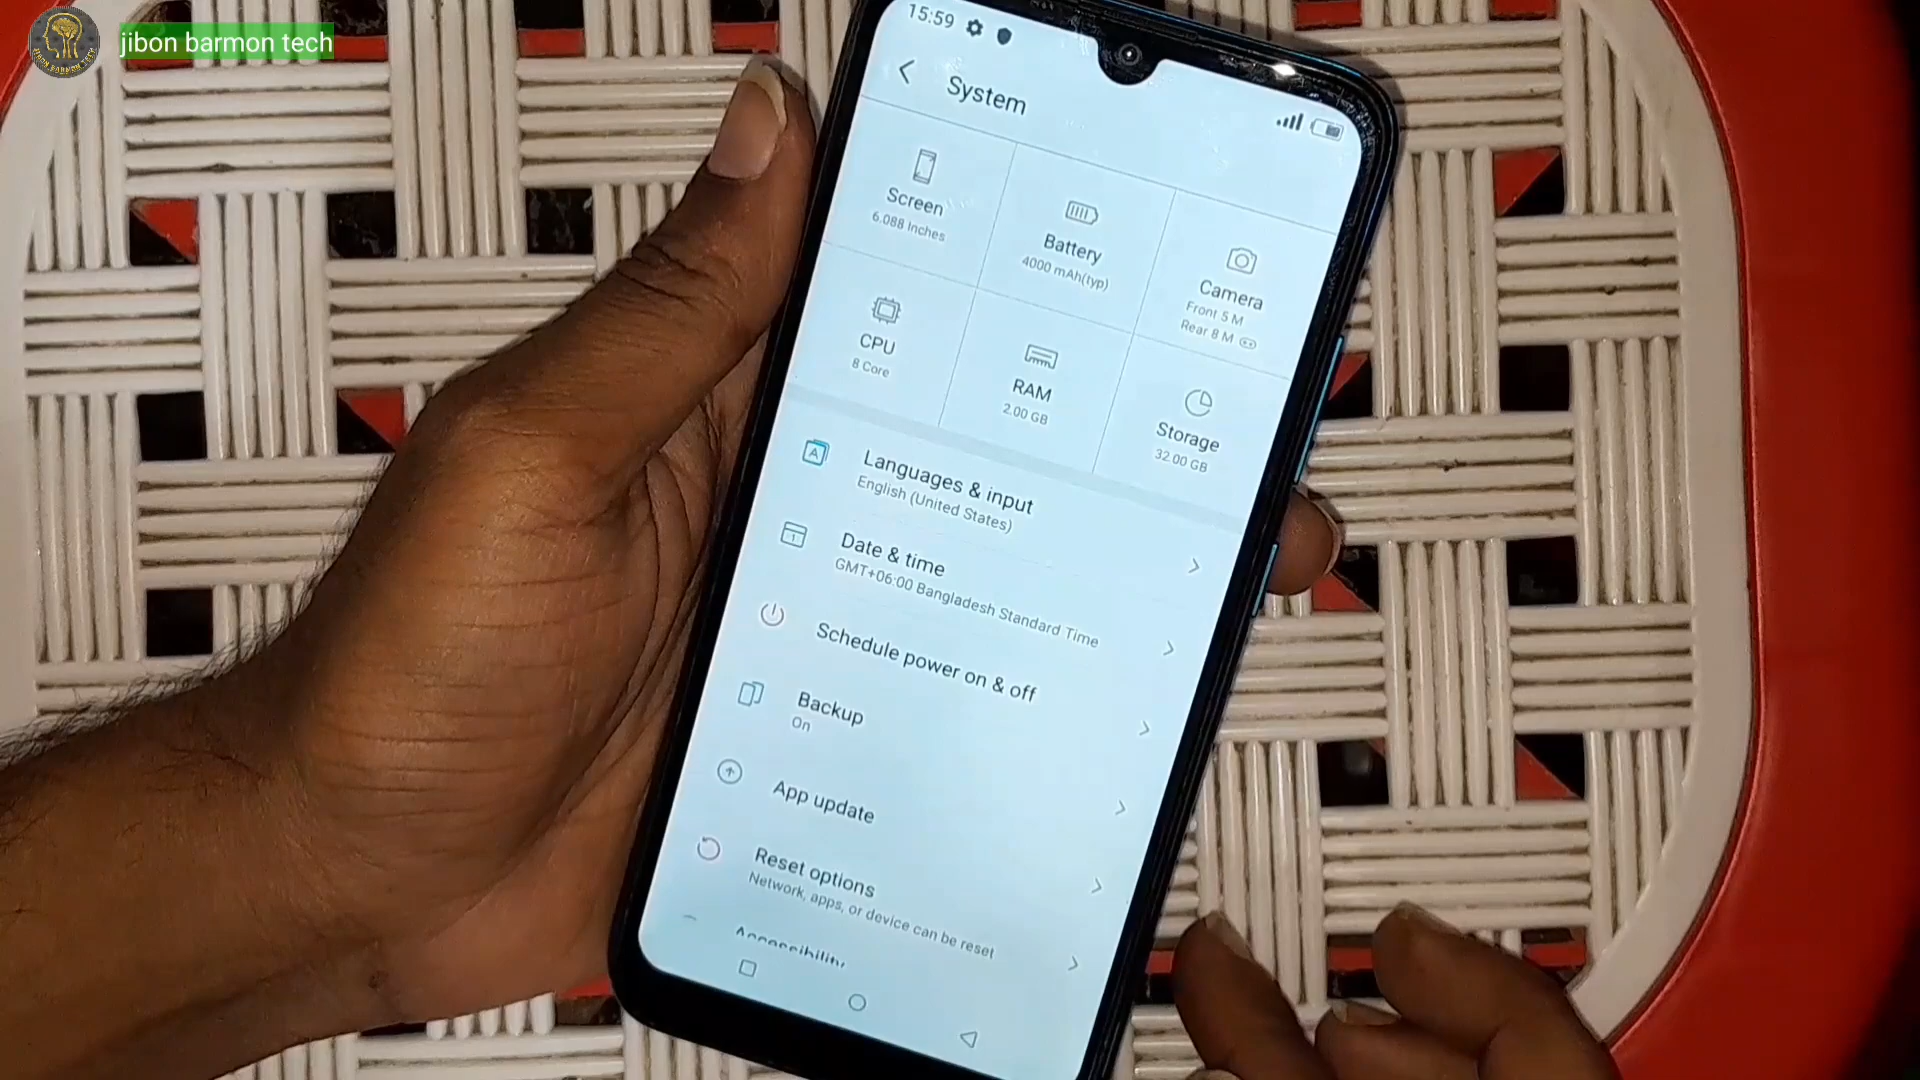 jibon barmon tech
15:59
System
Screen
6.088 Inches
Battery
4000 mAh(typ)
Camera
Front 5 M
Rear 8 M
CPU
8 Core
RAM
2.00 GB
Storage
32.00 GB
Languages & input
English (United States)
Date & time
GMT+06:00 Bangladesh Standard Time
Schedule power on & off
Backup
On
App update
Reset options
Network, apps, or device can be reset
Accessibility